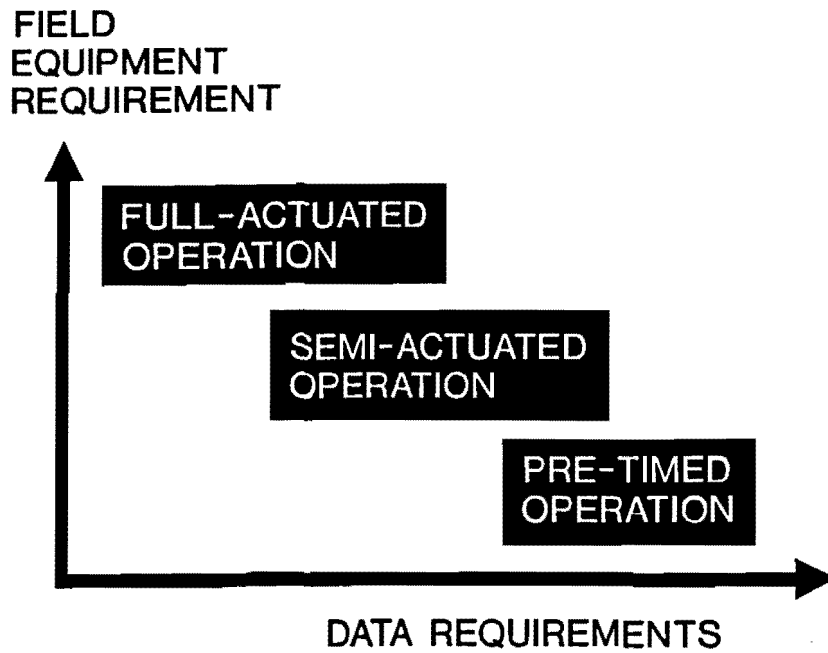 FIELD
EQUIPMENT
REQUIREMENT
FULL-ACTUATED
OPERATION
SEMI-ACTUATED
OPERATION
PRE-TIMED
OPERATION
DATA REQUIREMENTS